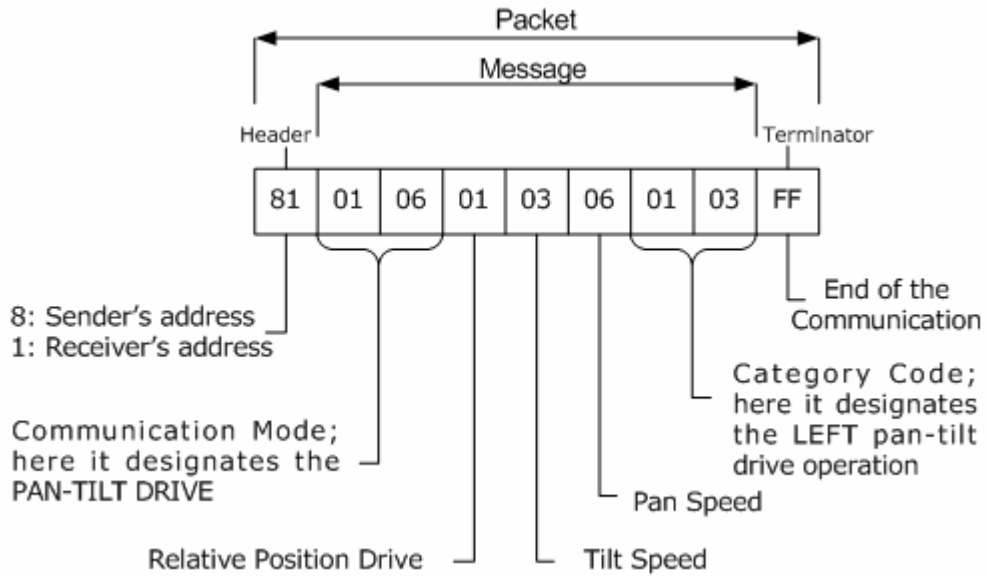 Packet
Message
Header
Terminator
81 01 06 01 03 06 01 03 FF
8: Sender's address
1: Receiver's address
End of the
Communication
Communication Mode;
here it designates the
PAN-TILT DRIVE
Category Code;
here it designates
the LEFT pan-tilt
drive operation
Pan Speed
Relative Position Drive
Tilt Speed